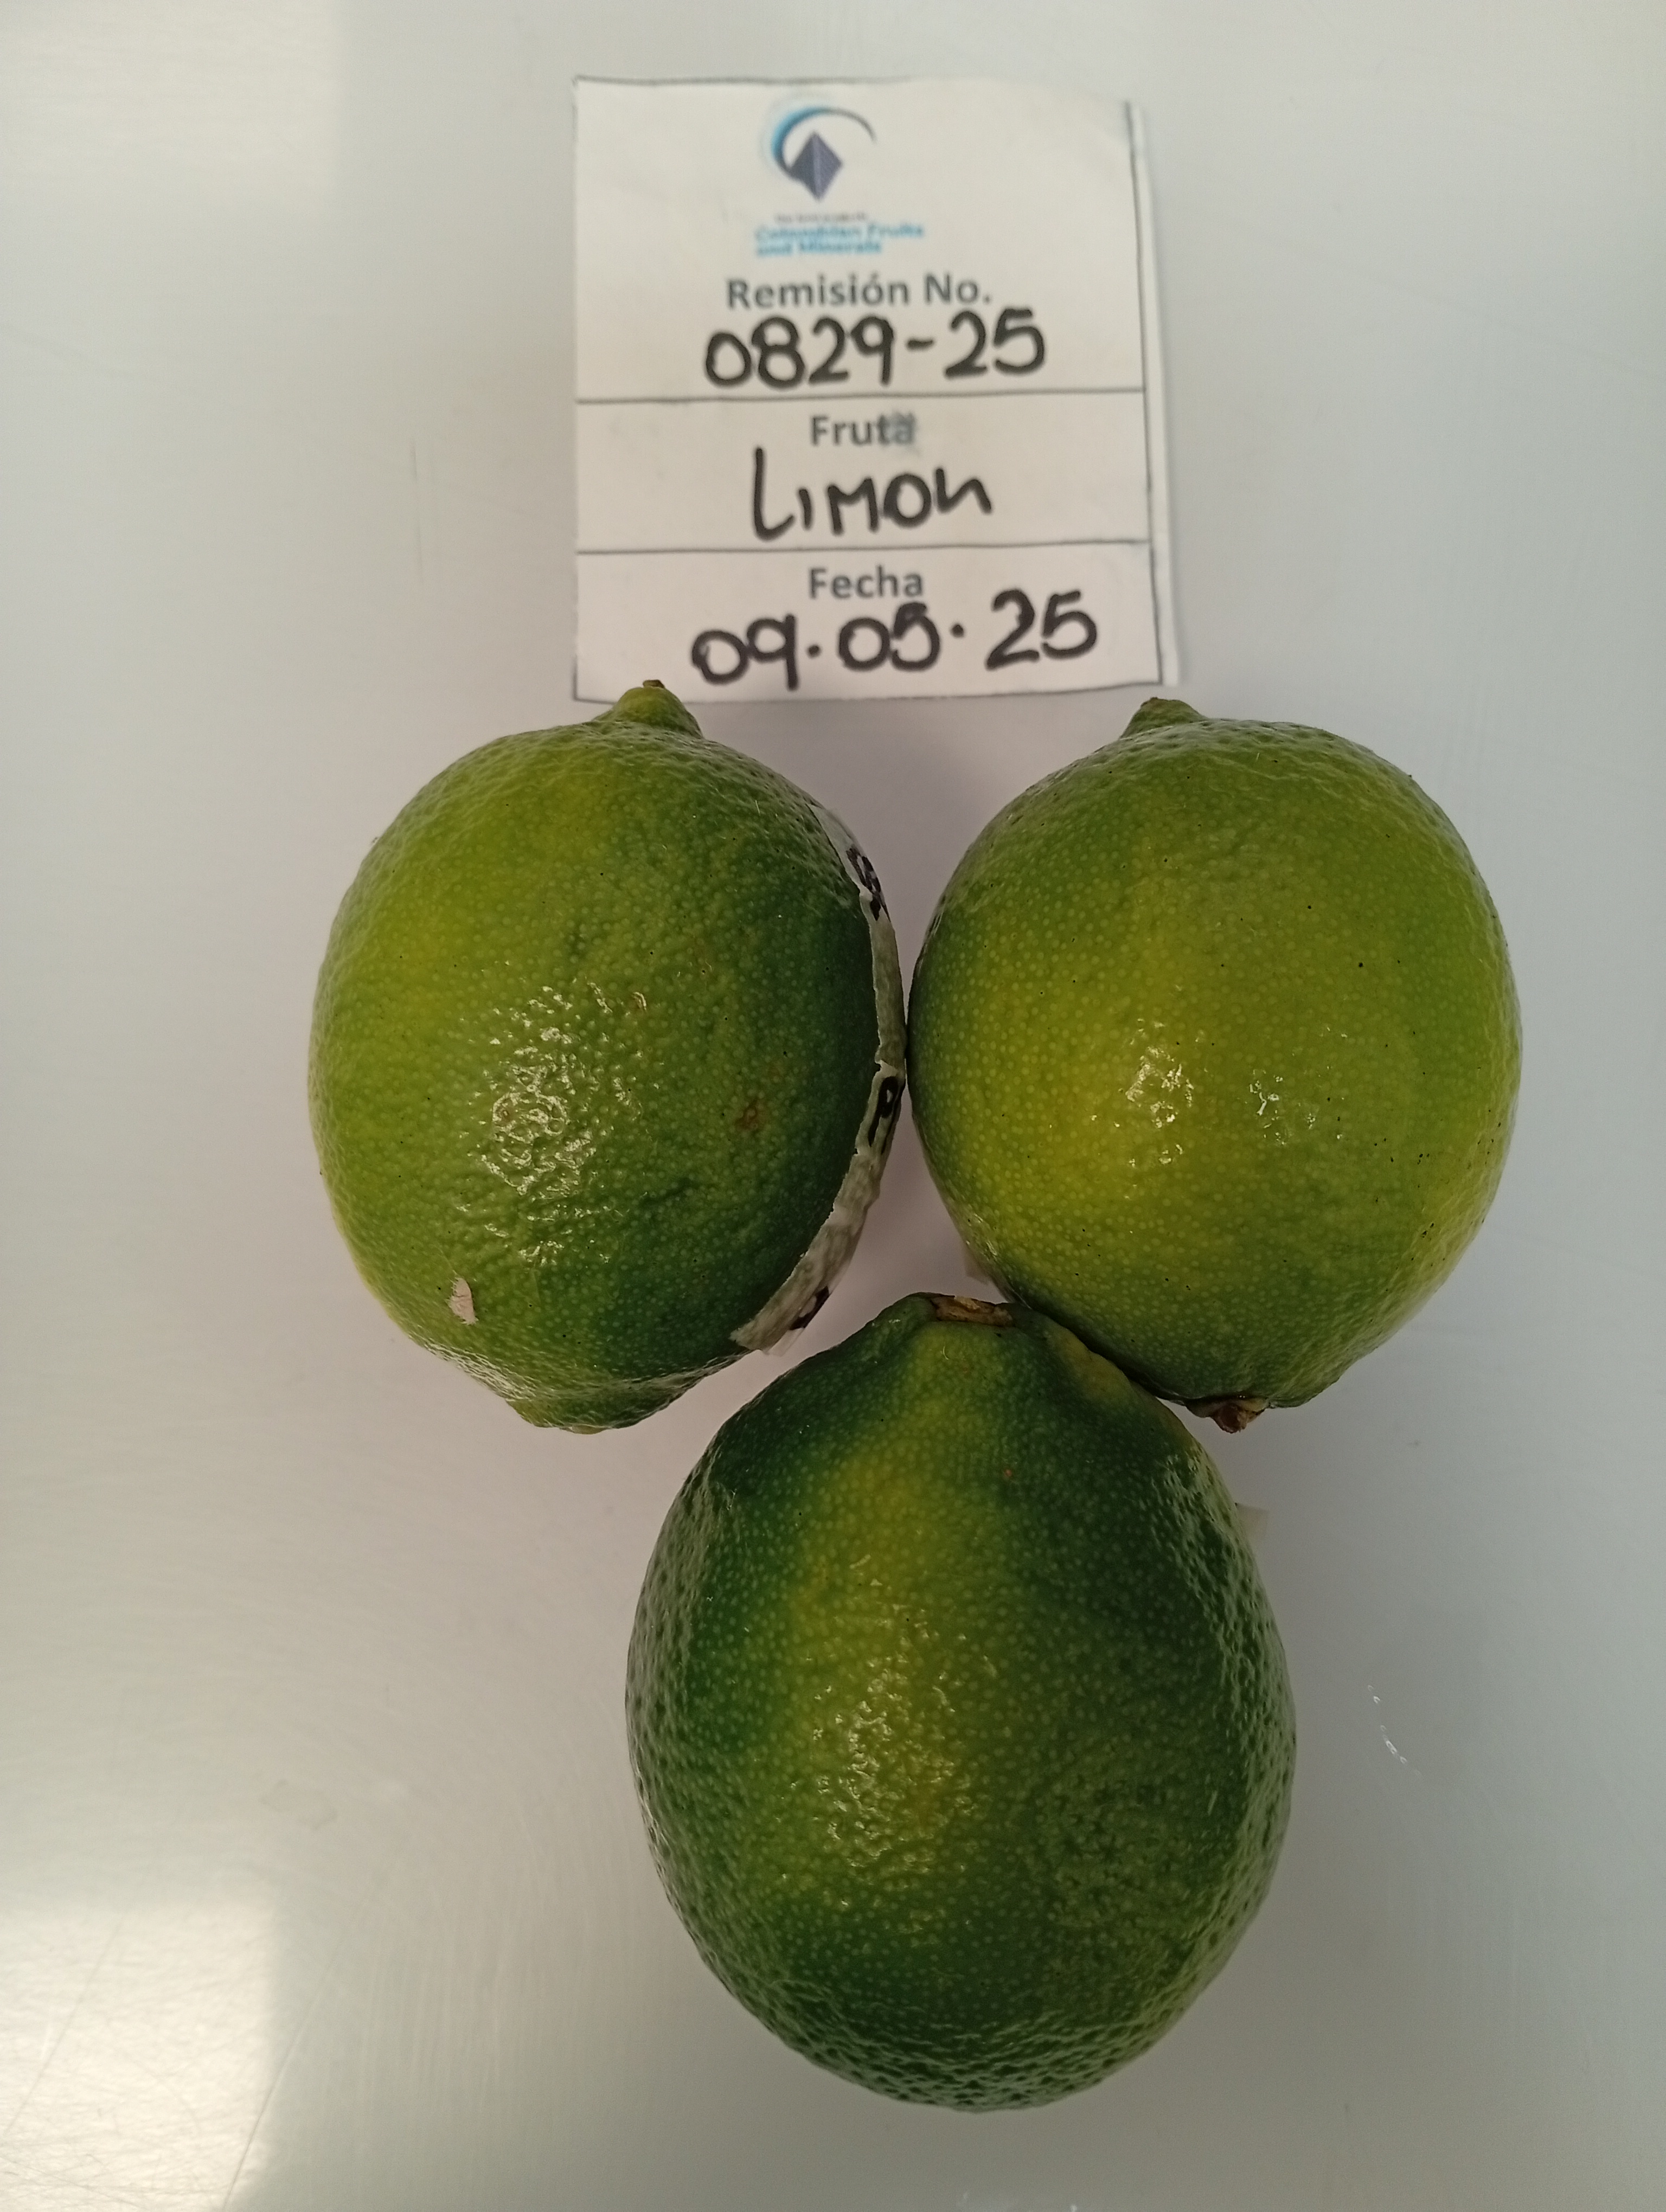 Colombian Fruits
and Minerals
Remisión No.
0829-25
Fruta
Limon
Fecha
09.05.25